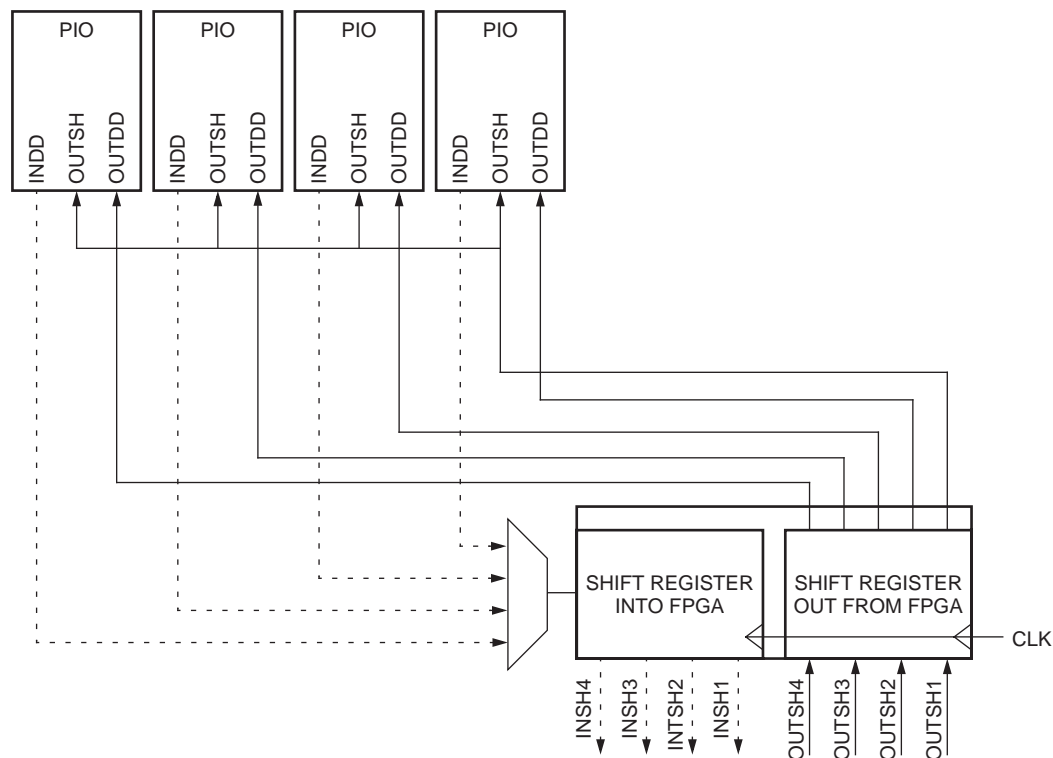 PIO
PIO
PIO
PIO
INDD
OUTSH
OUTDD
INDD
OUTSH
OUTDD
INDD
OUTSH
OUTDD
INDD
OUTSH
OUTDD
SHIFT REGISTER
INTO FPGA
SHIFT REGISTER
OUT FROM FPGA
CLK
INSH4
INSH3
INTSH2
INSH1
OUTSH4
OUTSH3
OUTSH2
OUTSH1